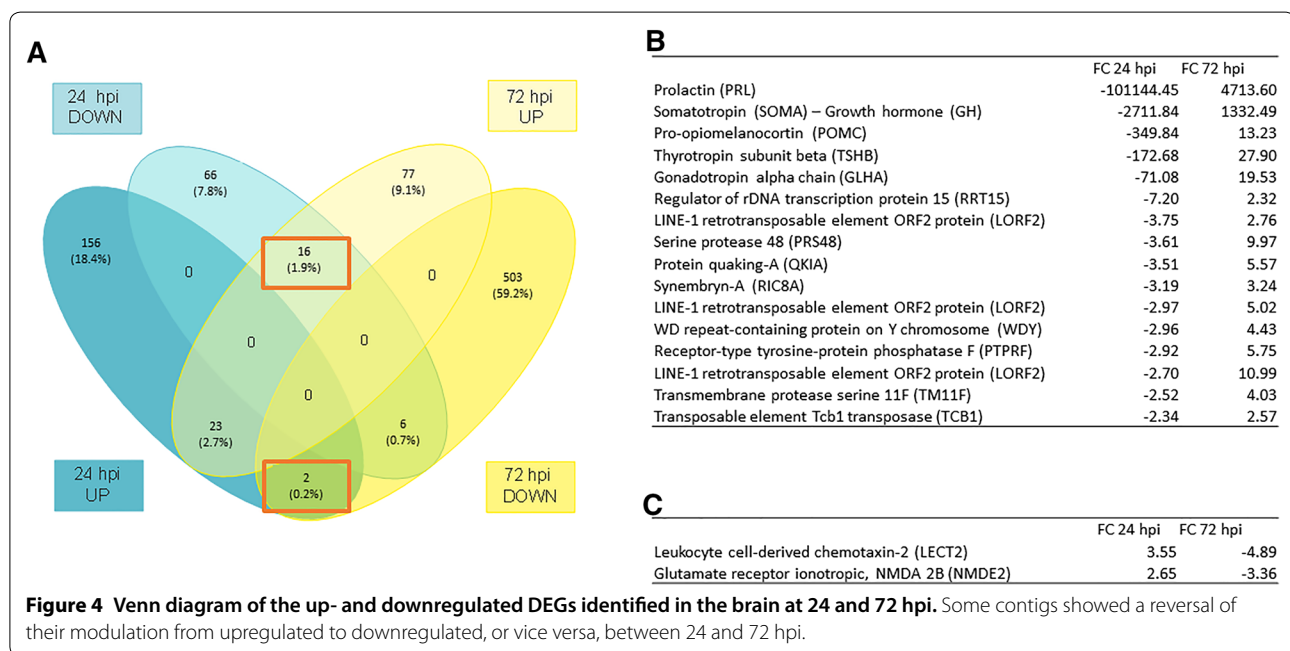 A
24 hpi
DOWN
72 hpi
UP
66
(7.8%)
77
(9.1%)
156
(18.4%)
0
16
(1.9%)
0
503
(59.2%)
0
0
0
23
(2.7%)
6
(0.7%)
2
(0.2%)
24 hpi
UP
72 hpi
DOWN
B
FC 24 hpi FC 72 hpi
Prolactin (PRL) -101144.45 4713.60
Somatotropin (SOMA) – Growth hormone (GH) -2711.84 1332.49
Pro-opiomelanocortin (POMC) -349.84 13.23
Thyrotropin subunit beta (TSHB) -172.68 27.90
Gonadotropin alpha chain (GLHA) -71.08 19.53
Regulator of rDNA transcription protein 15 (RRT15) -7.20 2.32
LINE-1 retrotransposable element ORF2 protein (LORF2) -3.75 2.76
Serine protease 48 (PRS48) -3.61 9.97
Protein quaking-A (QKIA) -3.51 5.57
Synembryn-A (RIC8A) -3.19 3.24
LINE-1 retrotransposable element ORF2 protein (LORF2) -2.97 5.02
WD repeat-containing protein on Y chromosome (WDY) -2.96 4.43
Receptor-type tyrosine-protein phosphatase F (PTPRF) -2.92 5.75
LINE-1 retrotransposable element ORF2 protein (LORF2) -2.70 10.99
Transmembrane protease serine 11F (TM11F) -2.52 4.03
Transposable element Tcb1 transposase (TCB1) -2.34 2.57
C
FC 24 hpi FC 72 hpi
Leukocyte cell-derived chemotaxin-2 (LECT2) 3.55 -4.89
Glutamate receptor ionotropic, NMDA 2B (NMDE2) 2.65 -3.36
Figure 4 Venn diagram of the up- and downregulated DEGs identified in the brain at 24 and 72 hpi. Some contigs showed a reversal of
their modulation from upregulated to downregulated, or vice versa, between 24 and 72 hpi.